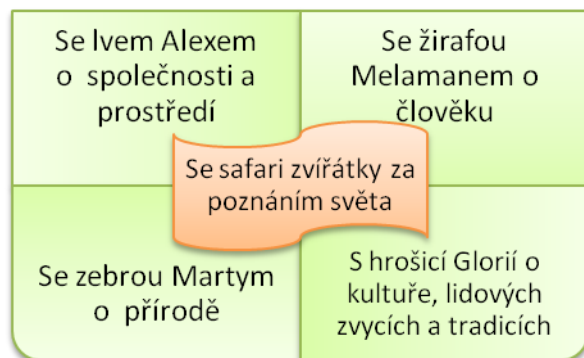 Se lvem Alexem
o společnosti a
prostředí
Se žirafou
Melamanem o
člověku
Se safari zvířátky za
poznáním světa
Se zebrou Martym
o přírodě
S hrošicí Glorií o
kultuře, lidových
zvycích a tradicích